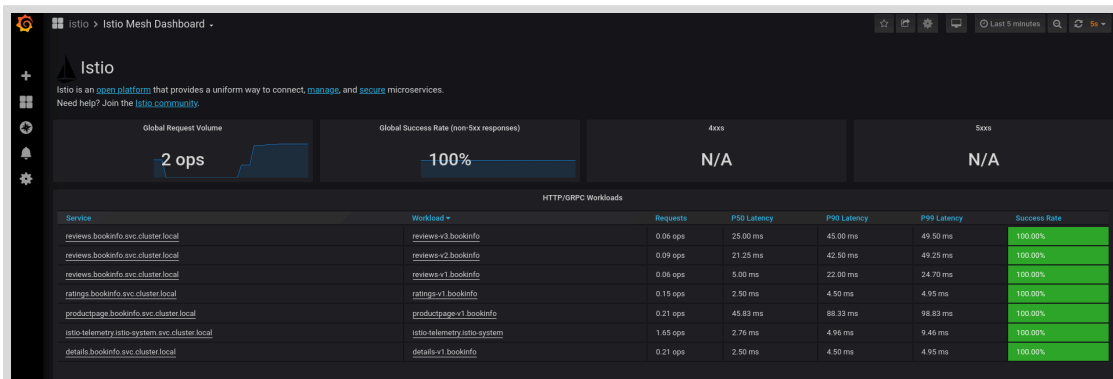 istio > Istio Mesh Dashboard
Last 5 minutes 5s
Istio
Istio is an open platform that provides a uniform way to connect, manage, and secure microservices.
Need help? Join the Istio community.
Global Request Volume
2 ops
Global Success Rate (non-5xx responses)
100%
4xxs
N/A
5xxs
N/A
HTTP/GRPC Workloads
Service Workload Requests P50 Latency P90 Latency P99 Latency Success Rate
reviews.bookinfo.svc.cluster.local reviews-v3.bookinfo 0.06 ops 25.00 ms 45.00 ms 49.50 ms 100.00%
reviews.bookinfo.svc.cluster.local reviews-v2.bookinfo 0.09 ops 21.25 ms 42.50 ms 49.25 ms 100.00%
reviews.bookinfo.svc.cluster.local reviews-v1.bookinfo 0.06 ops 5.00 ms 22.00 ms 24.70 ms 100.00%
ratings.bookinfo.svc.cluster.local ratings-v1.bookinfo 0.15 ops 2.50 ms 4.50 ms 4.95 ms 100.00%
productpage.bookinfo.svc.cluster.local productpage-v1.bookinfo 0.21 ops 45.83 ms 88.33 ms 98.83 ms 100.00%
istio-telemetry.istio-system.svc.cluster.local istio-telemetry.istio-system 1.65 ops 2.76 ms 4.96 ms 9.46 ms 100.00%
details.bookinfo.svc.cluster.local details-v1.bookinfo 0.21 ops 2.50 ms 4.50 ms 4.95 ms 100.00%